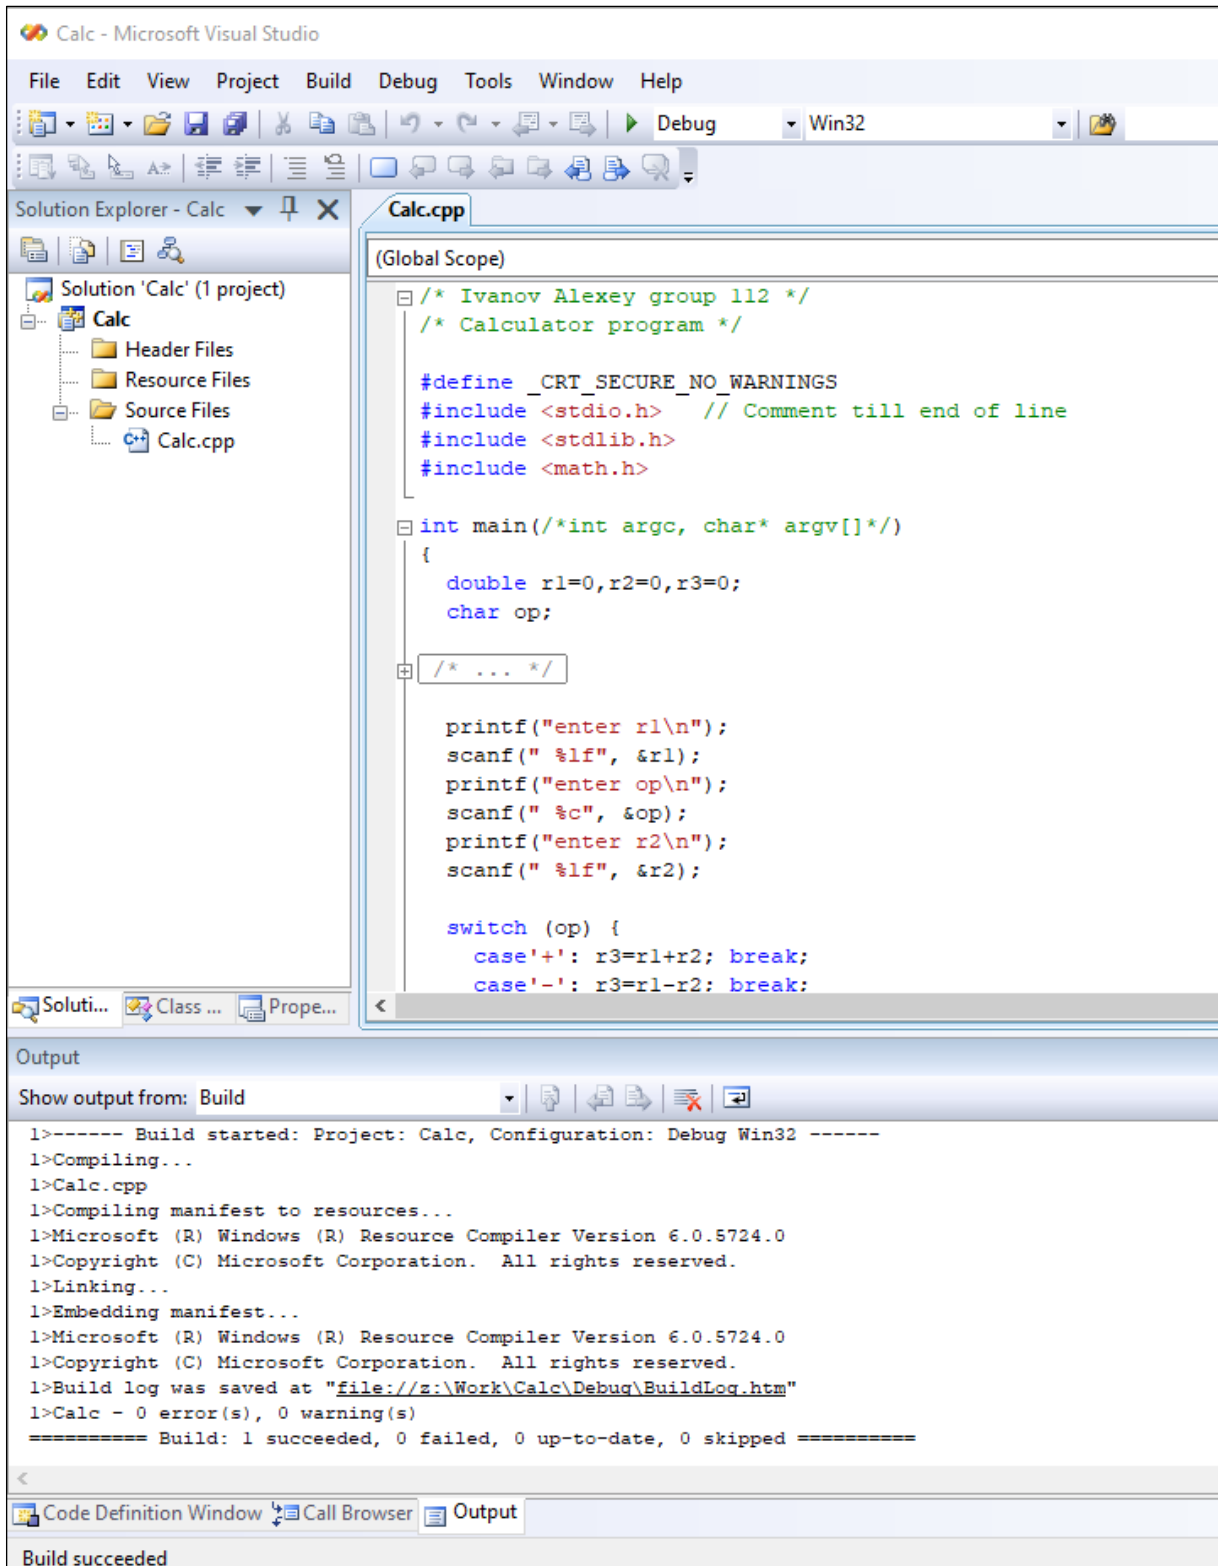 Calc - Microsoft Visual Studio
File Edit View Project Build Debug Tools Window Help
Debug Win32
Solution Explorer - Calc
Solution 'Calc' (1 project)
Calc
Header Files
Resource Files
Source Files
Calc.cpp
Soluti... Class ... Prope...
Calc.cpp
(Global Scope)
/* Ivanov Alexey group 112 */
/* Calculator program */
#define _CRT_SECURE_NO_WARNINGS
#include <stdio.h>   // Comment till end of line
#include <stdlib.h>
#include <math.h>
int main(/*int argc, char* argv[]*/)
{
double r1=0,r2=0,r3=0;
char op;
/* ... */
printf("enter r1\n");
scanf(" %lf", &r1);
printf("enter op\n");
scanf(" %c", &op);
printf("enter r2\n");
scanf(" %lf", &r2);
switch (op) {
case'+': r3=r1+r2; break;
case'-': r3=r1-r2; break;
Output
Show output from: Build
1>------ Build started: Project: Calc, Configuration: Debug Win32 ------
1>Compiling...
1>Calc.cpp
1>Compiling manifest to resources...
1>Microsoft (R) Windows (R) Resource Compiler Version 6.0.5724.0
1>Copyright (C) Microsoft Corporation.  All rights reserved.
1>Linking...
1>Embedding manifest...
1>Microsoft (R) Windows (R) Resource Compiler Version 6.0.5724.0
1>Copyright (C) Microsoft Corporation.  All rights reserved.
1>Build log was saved at "file://z:\Work\Calc\Debug\BuildLog.htm"
1>Calc - 0 error(s), 0 warning(s)
========== Build: 1 succeeded, 0 failed, 0 up-to-date, 0 skipped ==========
Code Definition Window Call Browser Output
Build succeeded